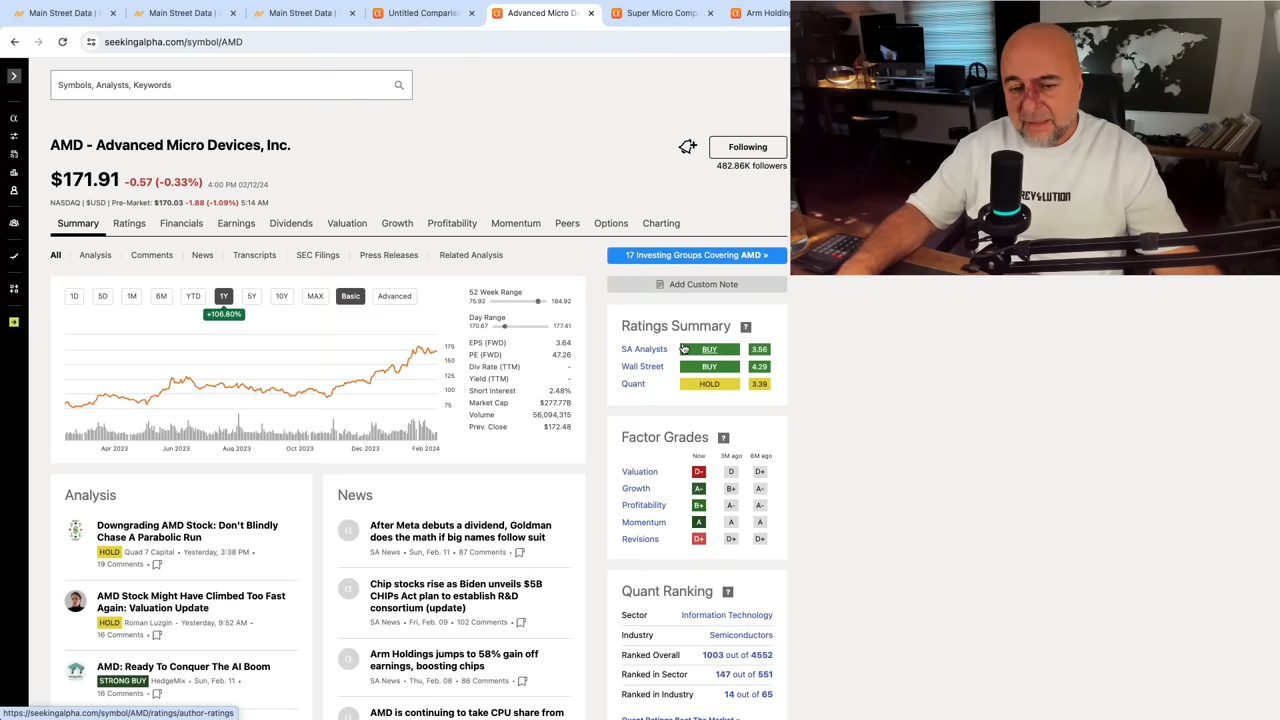 Main Street Data |
Main Street Data |
Main Street Data |
Untitled Comparis
Advanced Micro De
Super Micro Comp
Arm Holding
seekingalpha.com/symbol/AMD
Symbols, Analysts, Keywords
AMD - Advanced Micro Devices, Inc.
Following
482.86K followers
$171.91 -0.57 (-0.33%) 4:00 PM 02/12/24
NASDAQ | $USD | Pre-Market: $170.03 -1.88 (-1.09%) 5:14 AM
Summary Ratings Financials Earnings Dividends Valuation Growth Profitability Momentum Peers Options Charting
All Analysis Comments News Transcripts SEC Filings Press Releases Related Analysis
17 Investing Groups Covering AMD »
Add Custom Note
1D 5D 1M 6M YTD 1Y 5Y 10Y MAX Basic Advanced
+106.80%
175
150
125
100
75
Apr 2023 Jun 2023 Aug 2023 Oct 2023 Dec 2023 Feb 2024
52 Week Range
75.92 184.92
Day Range
170.67 177.41
EPS (FWD) 3.64
PE (FWD) 47.26
Div Rate (TTM) -
Yield (TTM) -
Short Interest 2.48%
Market Cap $277.77B
Volume 56,094,315
Prev. Close $172.48
Ratings Summary ?
SA Analysts BUY 3.56
Wall Street BUY 4.29
Quant HOLD 3.39
Factor Grades ?
Now 3M ago 6M ago
Valuation D- D D+
Growth A- B+ A-
Profitability B+ A- A-
Momentum A A A
Revisions D+ D+ D+
Quant Ranking ?
Sector Information Technology
Industry Semiconductors
Ranked Overall 1003 out of 4552
Ranked in Sector 147 out of 551
Ranked in Industry 14 out of 65
Quant Ratings Beat The Market »
Analysis
Downgrading AMD Stock: Don't Blindly
Chase A Parabolic Run
HOLD Quad 7 Capital • Yesterday, 3:38 PM •
19 Comments •
AMD Stock Might Have Climbed Too Fast
Again: Valuation Update
HOLD Roman Luzgin • Yesterday, 9:52 AM •
16 Comments •
AMD: Ready To Conquer The AI Boom
STRONG BUY HedgeMix • Sun, Feb. 11 •
16 Comments •
News
After Meta debuts a dividend, Goldman
does the math if big names follow suit
SA News • Sun, Feb. 11 • 87 Comments •
Chip stocks rise as Biden unveils $5B
CHIPs Act plan to establish R&D
consortium (update)
SA News • Fri, Feb. 09 • 102 Comments •
Arm Holdings jumps to 58% gain off
earnings, boosting chips
SA News • Thu, Feb. 08 • 86 Comments •
AMD is continuing to take CPU share from
https://seekingalpha.com/symbol/AMD/ratings/author-ratings